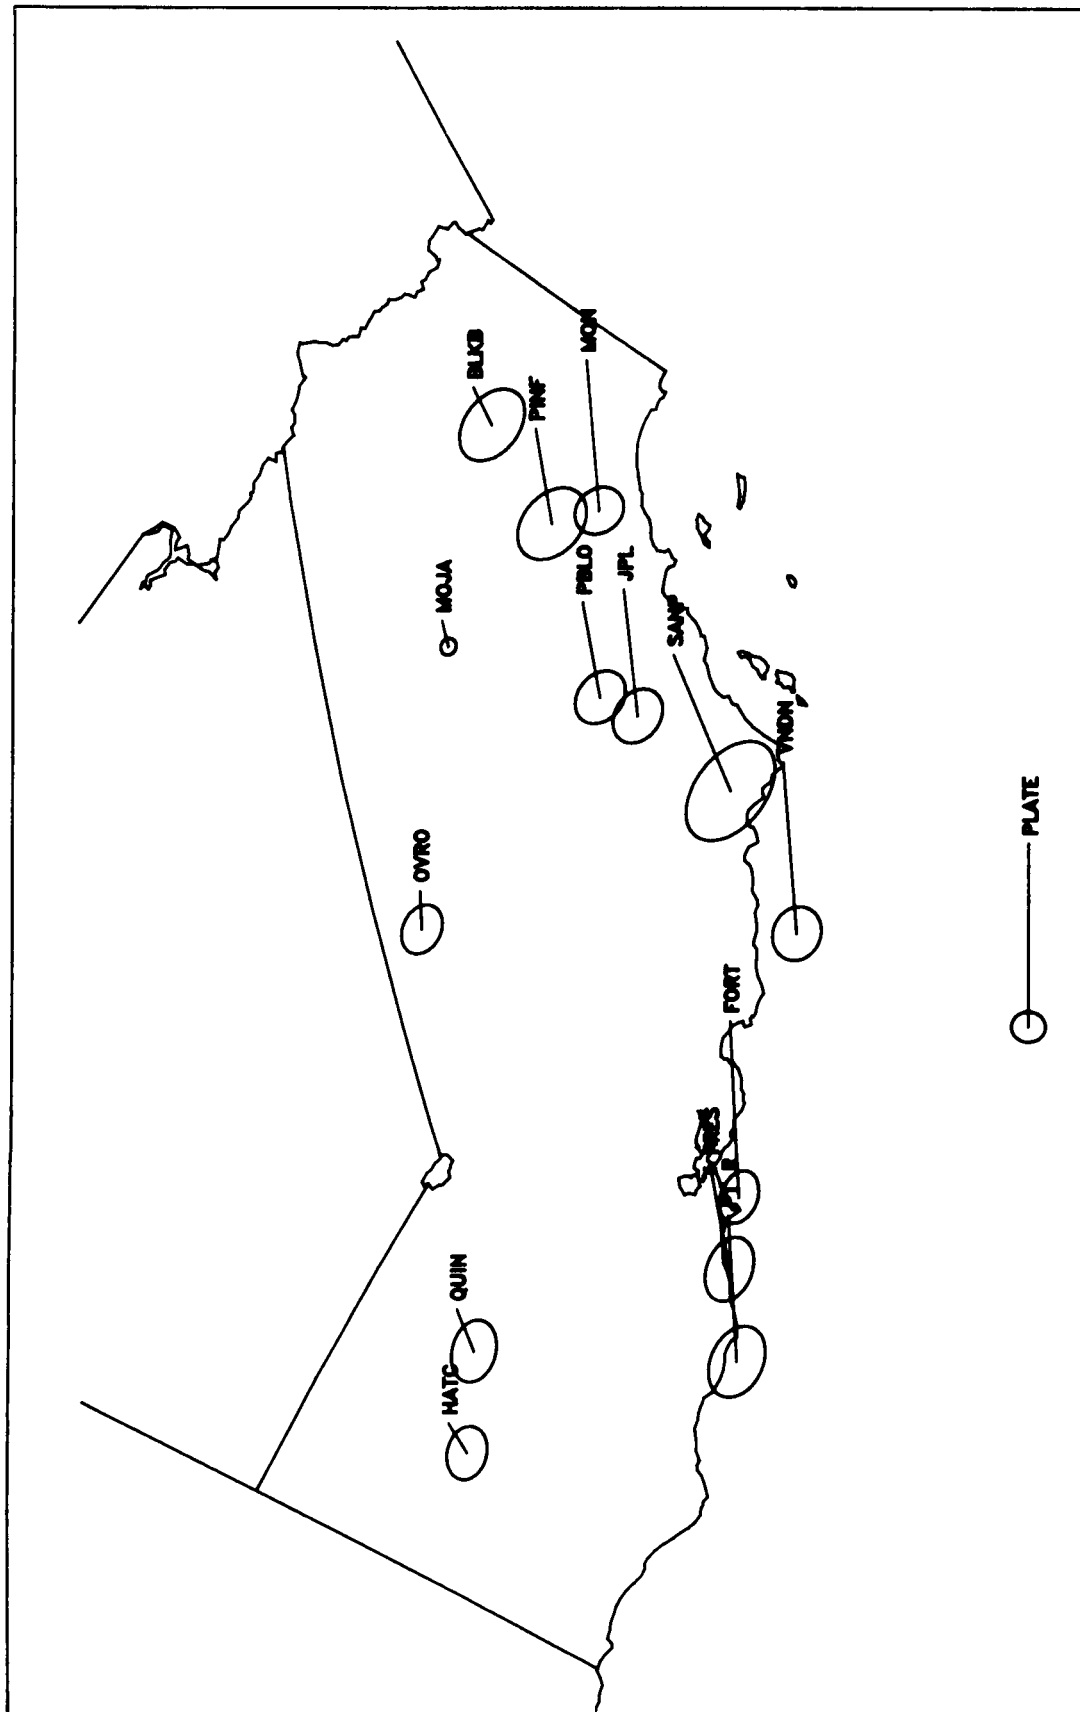 BLKB
PINF
MON
MOJA
PBLO
JPL
SANP
VNDN
OVRO
FORT
PLATE
QUIN
HATC